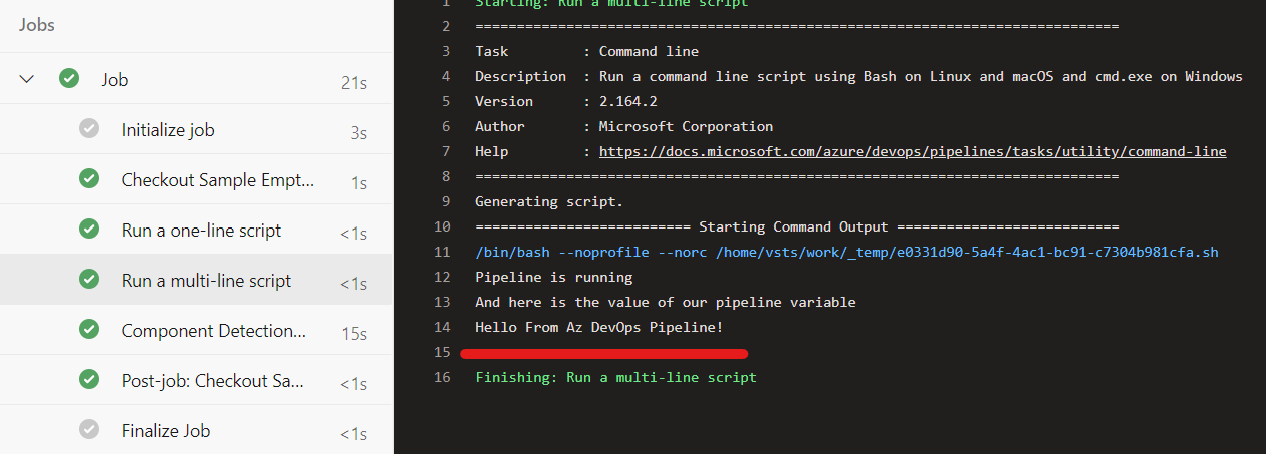 Jobs
Job 21s
Initialize job 3s
Checkout Sample Empt... 1s
Run a one-line script <1s
Run a multi-line script <1s
Component Detection... 15s
Post-job: Checkout Sa... <1s
Finalize Job <1s
1 Starting: Run a multi-line script
2 ==============================================================================
3 Task         : Command line
4 Description  : Run a command line script using Bash on Linux and macOS and cmd.exe on Windows
5 Version      : 2.164.2
6 Author       : Microsoft Corporation
7 Help         : https://docs.microsoft.com/azure/devops/pipelines/tasks/utility/command-line
8 ==============================================================================
9 Generating script.
10 ========================== Starting Command Output ===========================
11 /bin/bash --noprofile --norc /home/vsts/work/_temp/e0331d90-5a4f-4ac1-bc91-c7304b981cfa.sh
12 Pipeline is running
13 And here is the value of our pipeline variable
14 Hello From Az DevOps Pipeline!
15
16 Finishing: Run a multi-line script